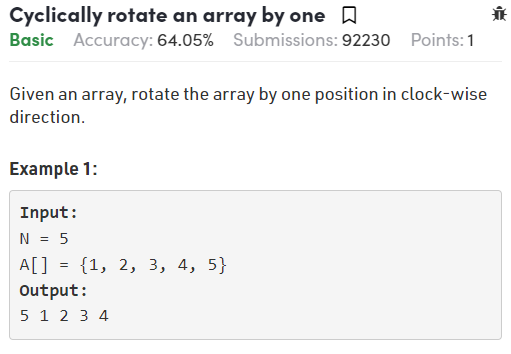 Cyclically rotate an array by one
Basic Accuracy: 64.05% Submissions: 92230 Points: 1
Given an array, rotate the array by one position in clock-wise
direction.
Example 1:
Input:
N = 5
A[] = {1, 2, 3, 4, 5}
Output:
5 1 2 3 4